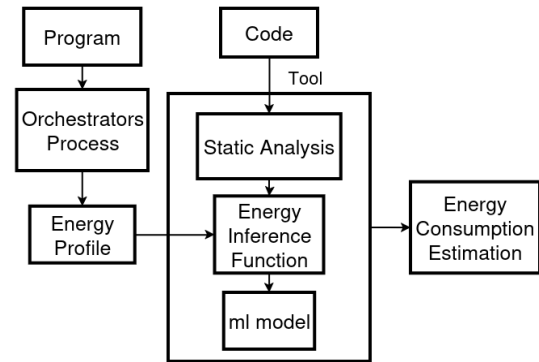 Program
Code
Tool
Orchestrators
Process
Static Analysis
Energy
Profile
Energy
Inference
Function
Energy
Consumption
Estimation
ml model